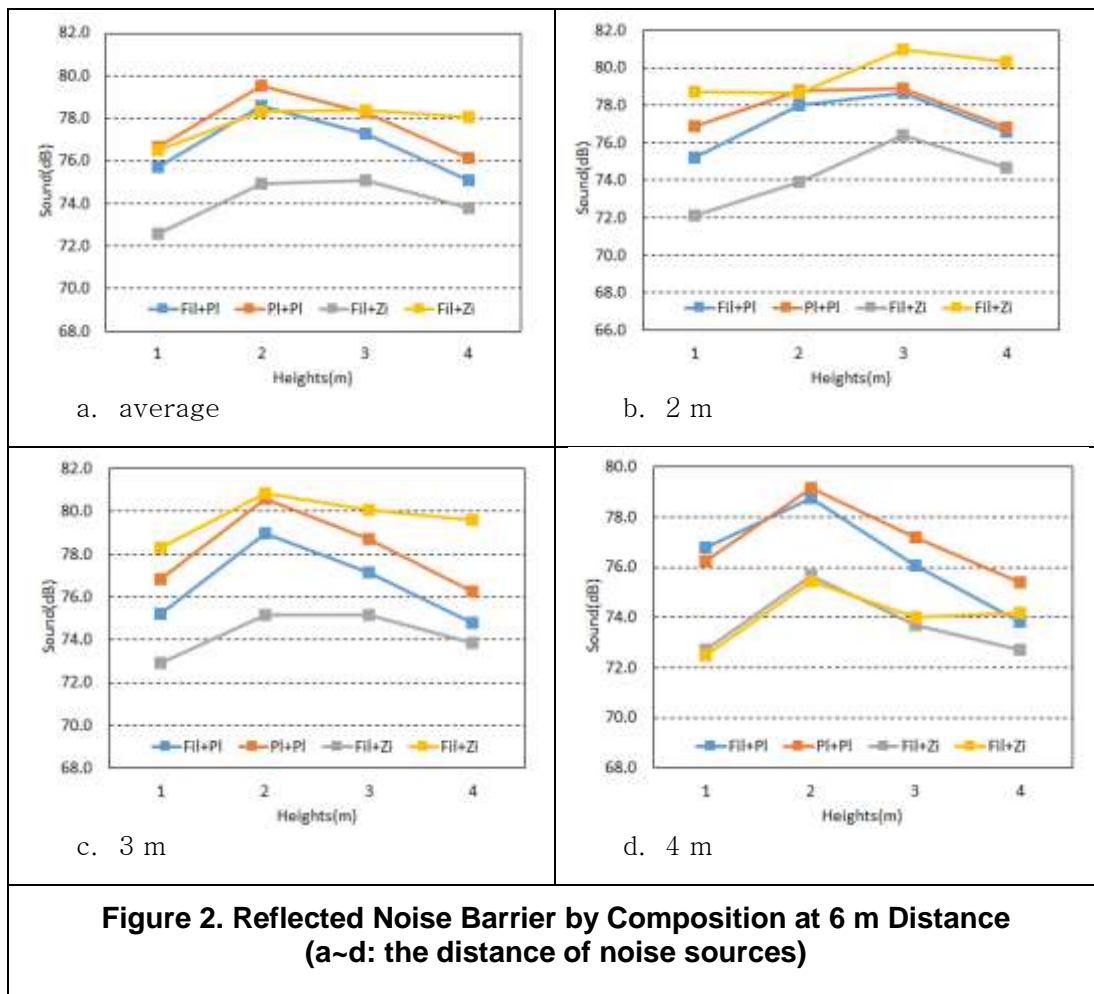 82.0
80.0
78.0
76.0
74.0
72.0
70.0
68.0
Sound(dB)
Fil+Pl Pl+Pl Fil+Zi Fil+Zi
1 2 3 4
Heights(m)
a. average
82.0
80.0
78.0
76.0
74.0
72.0
70.0
68.0
66.0
Sound(dB)
Fil+Pl Pl+Pl Fil+Zi Fil+Zi
1 2 3 4
Heights(m)
b. 2 m
82.0
80.0
78.0
76.0
74.0
72.0
70.0
68.0
Sound(dB)
Fil+Pl Pl+Pl Fil+Zi Fil+Zi
1 2 3 4
Heights(m)
c. 3 m
80.0
78.0
76.0
74.0
72.0
70.0
68.0
Sound(dB)
Fil+Pl Pl+Pl Fil+Zi Fil+Zi
1 2 3 4
Heights(m)
d. 4 m
Figure 2. Reflected Noise Barrier by Composition at 6 m Distance
(a~d: the distance of noise sources)